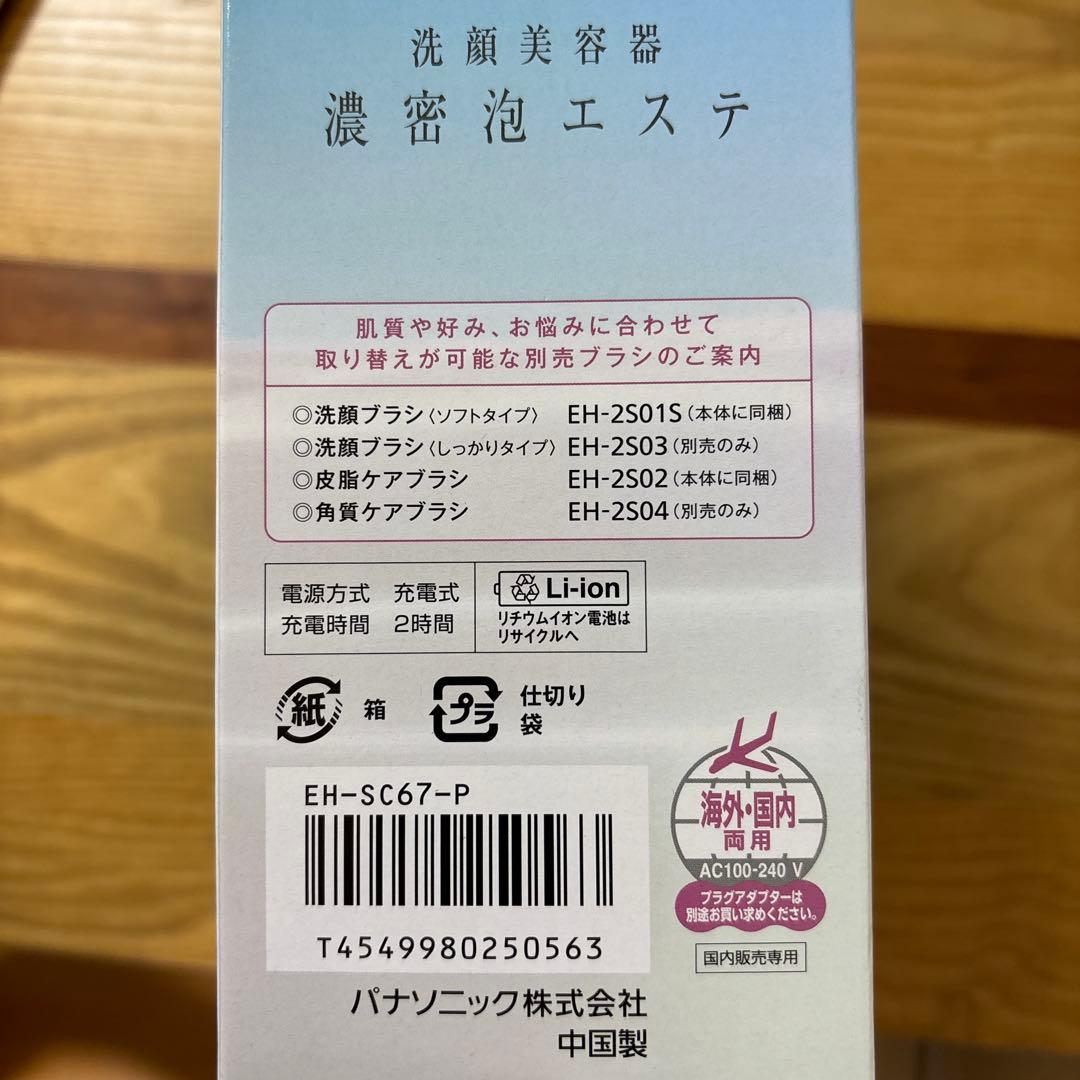 洗顔美容器
濃密泡エステ
肌質や好み、お悩みに合わせて
取り替えが可能な別売ブラシのご案内
◎洗顔ブラシ〈ソフトタイプ〉 EH-2S01S(本体に同梱)
◎洗顔ブラシ〈しっかりタイプ〉 EH-2S03(別売のみ)
◎皮脂ケアブラシ EH-2S02(本体に同梱)
◎角質ケアブラシ EH-2S04(別売のみ)
電源方式 充電式
充電時間 2時間
Li-ion
リチウムイオン電池は
リサイクルへ
紙 箱
プラ 仕切り
袋
EH-SC67-P
T4549980250563
海外・国内
両用
AC100-240 V
プラグアダプターは
別途お買い求めください。
国内販売専用
パナソニック株式会社
中国製